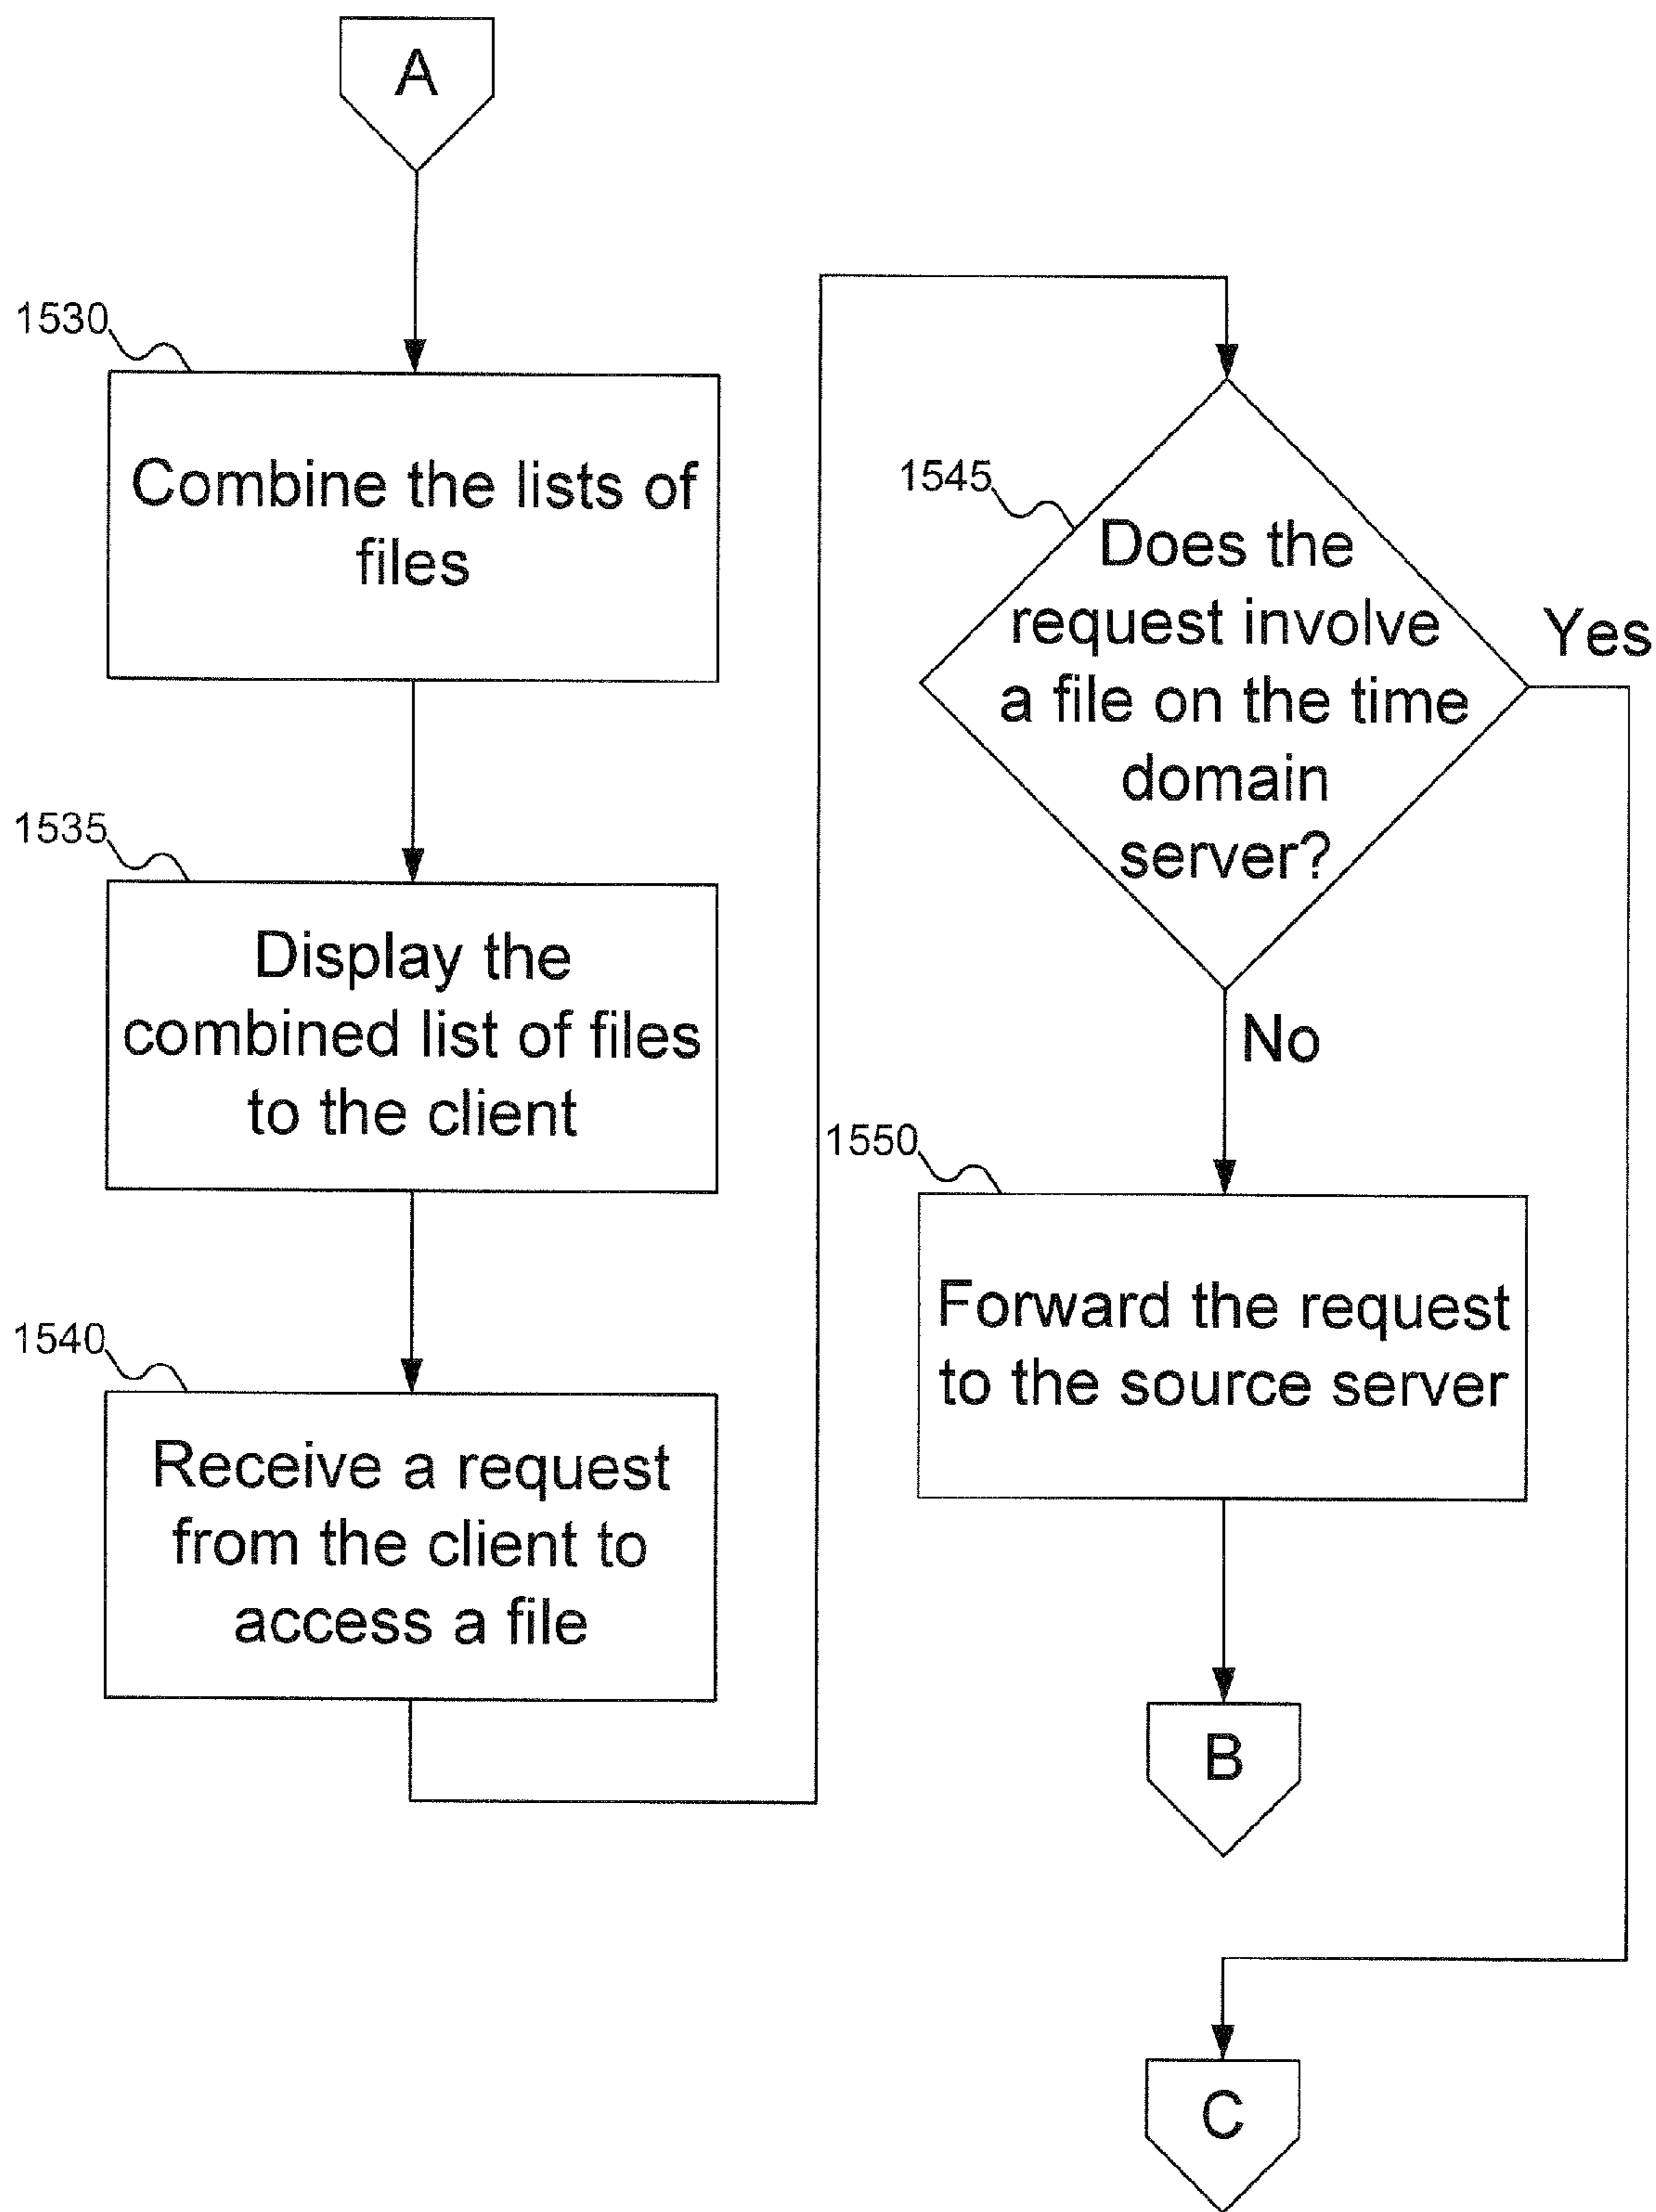 A
1530
Combine the lists of
files
1535
Display the
combined list of files
to the client
1540
Receive a request
from the client to
access a file
1545
Does the
request involve
a file on the time
domain
server?
Yes
No
1550
Forward the request
to the source server
B
C